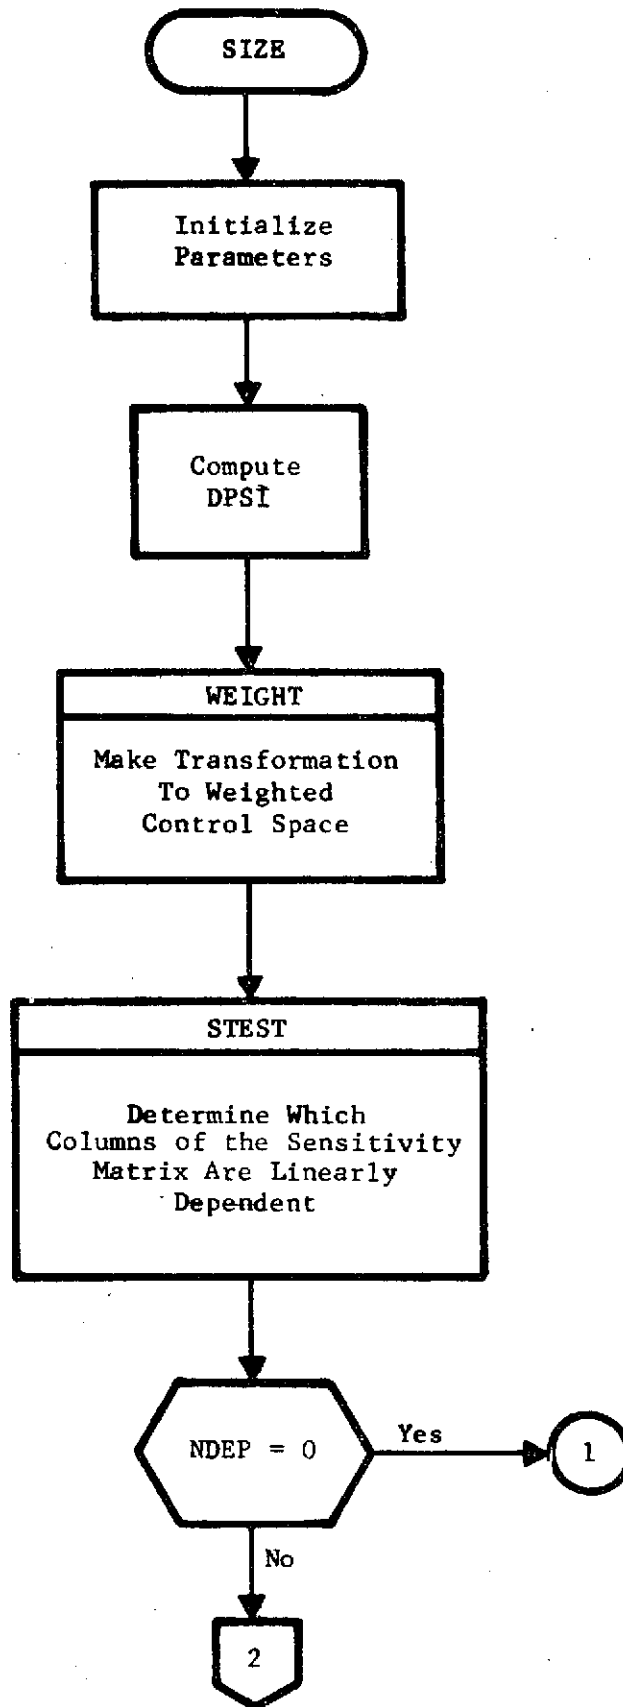 SIZE
Initialize
Parameters
Compute
DPSI
WEIGHT
Make Transformation
To Weighted
Control Space
STEST
Determine Which
Columns of the Sensitivity
Matrix Are Linearly
Dependent
NDEP = 0
Yes
1
No
2